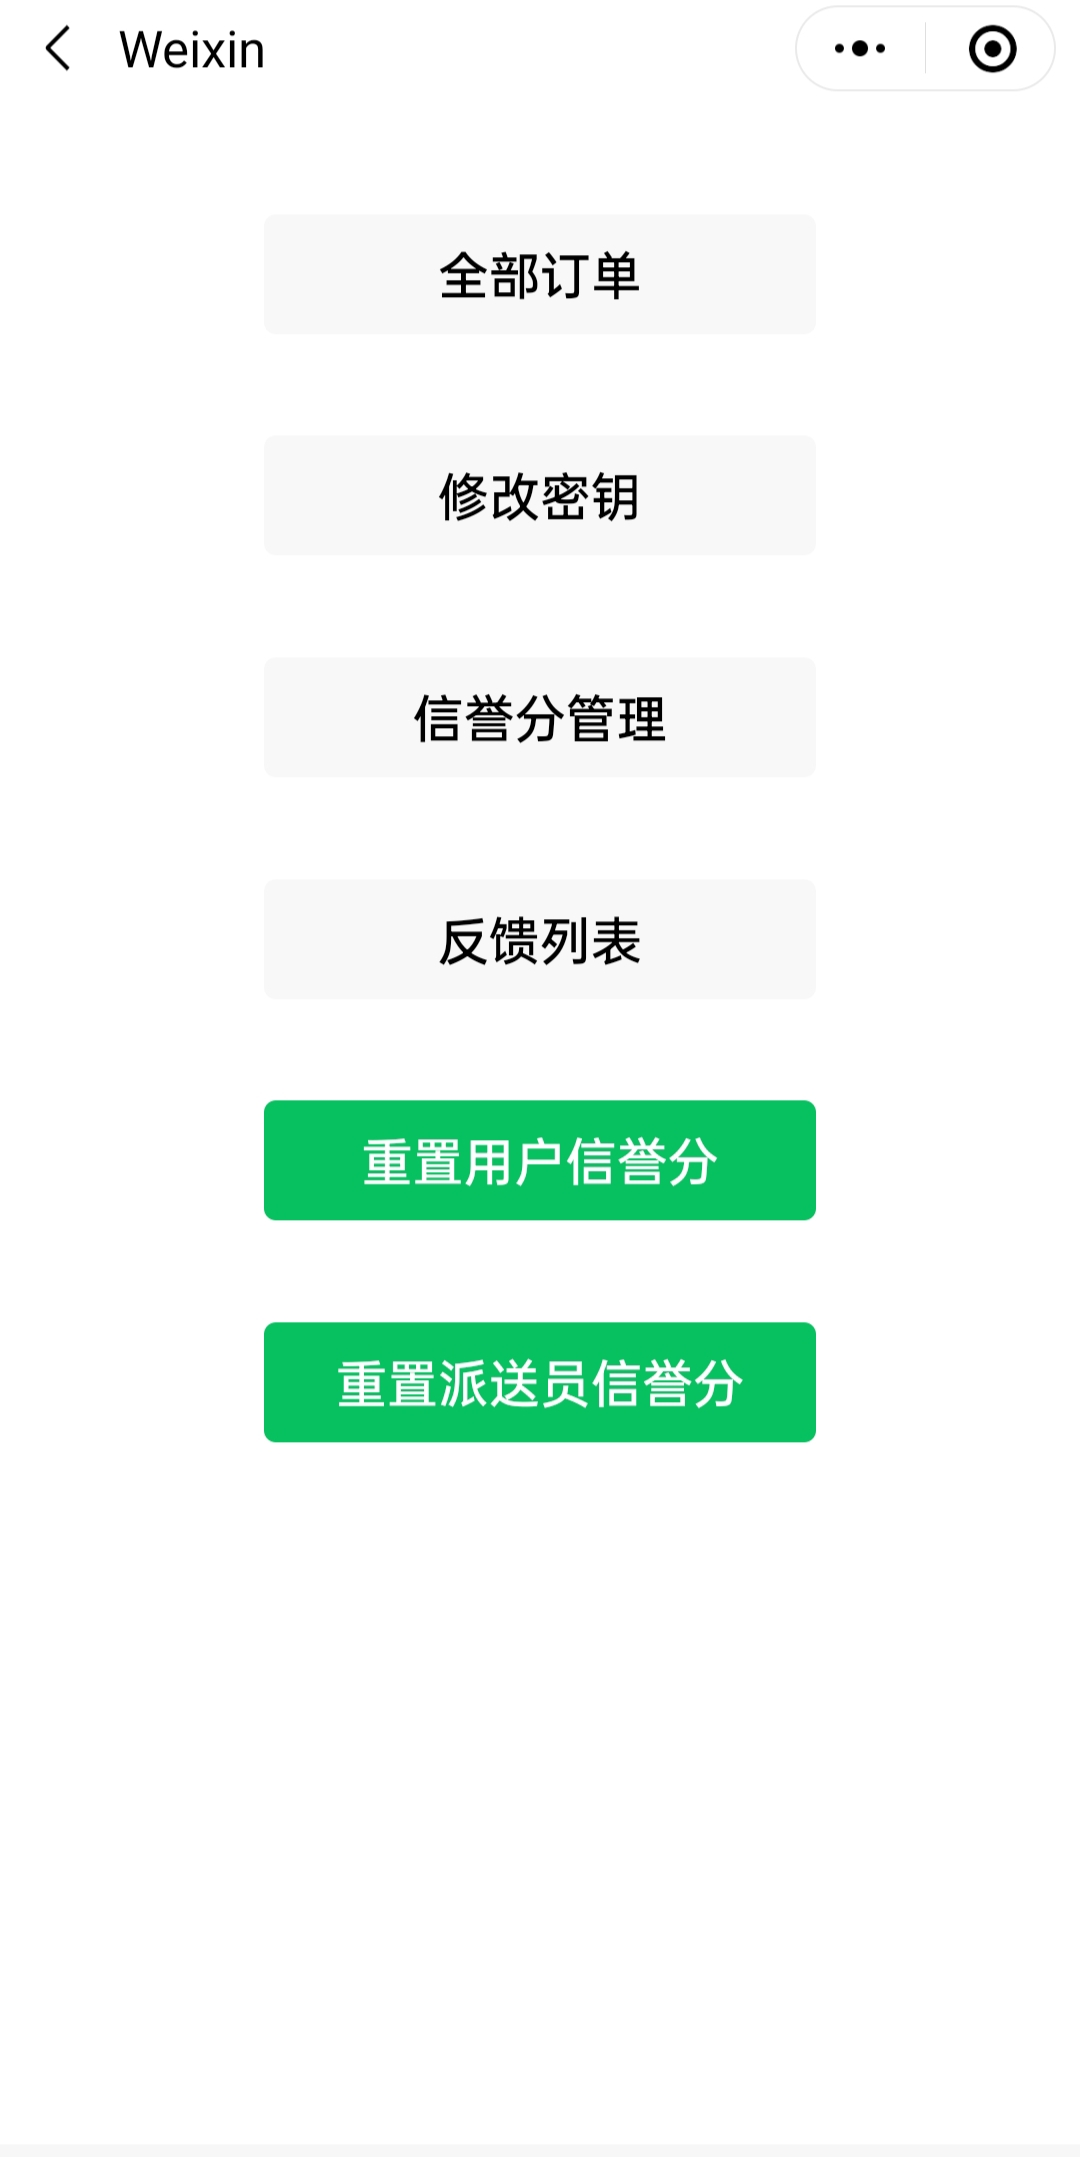 Weixin
全部订单
修改密钥
信誉分管理
反馈列表
重置用户信誉分
重置派送员信誉分